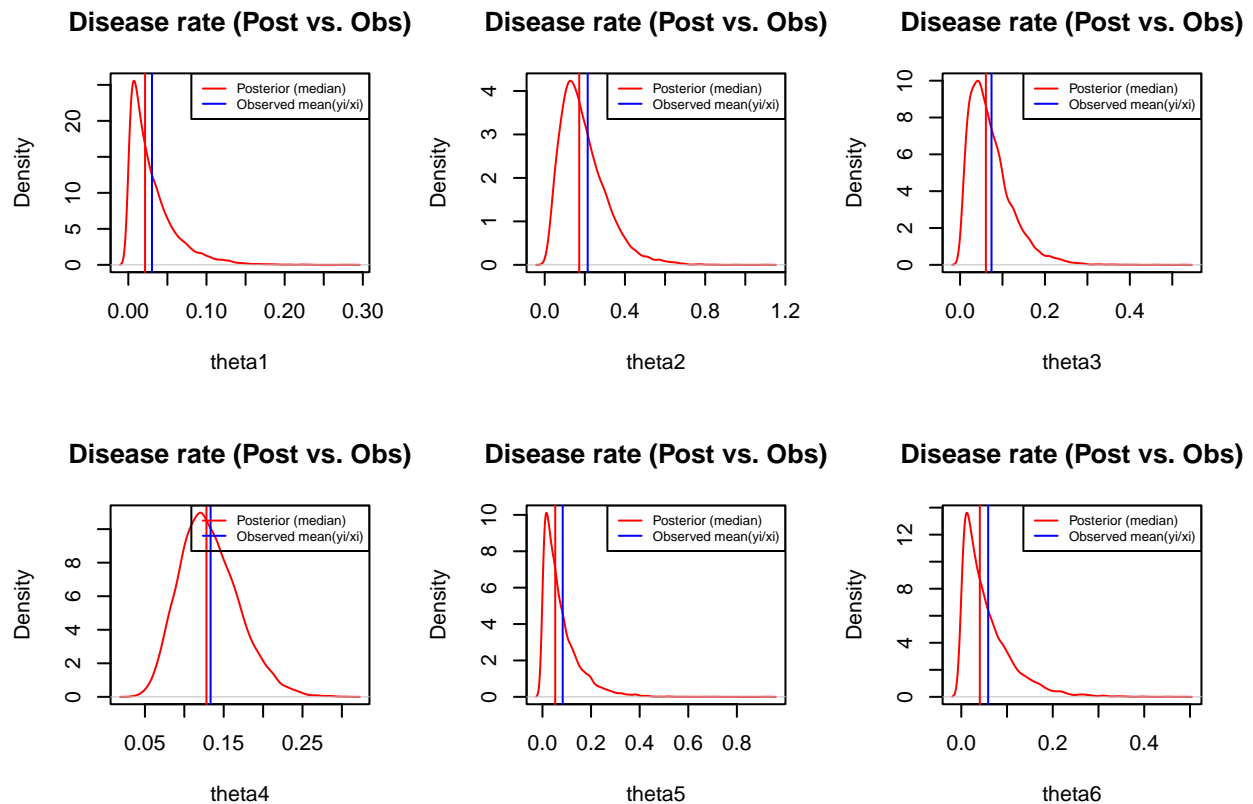 Disease rate (Post vs. Obs)
Posterior (median)
Observed mean(yi/xi)
Density
0 5 10 20
0.00 0.10 0.20 0.30
theta1
Disease rate (Post vs. Obs)
Posterior (median)
Observed mean(yi/xi)
Density
0 1 2 3 4
0.0 0.4 0.8 1.2
theta2
Disease rate (Post vs. Obs)
Posterior (median)
Observed mean(yi/xi)
Density
0 2 4 6 8 10
0.0 0.2 0.4
theta3
Disease rate (Post vs. Obs)
Posterior (median)
Observed mean(yi/xi)
Density
0 2 4 6 8
0.05 0.15 0.25
theta4
Disease rate (Post vs. Obs)
Posterior (median)
Observed mean(yi/xi)
Density
0 2 4 6 8 10
0.0 0.2 0.4 0.6 0.8
theta5
Disease rate (Post vs. Obs)
Posterior (median)
Observed mean(yi/xi)
Density
0 4 8 12
0.0 0.2 0.4
theta6